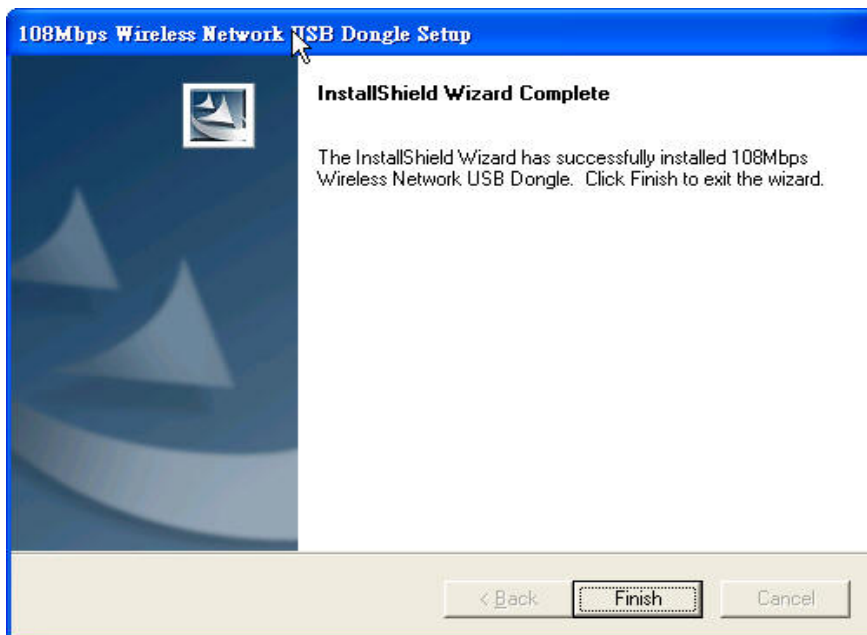 108Mbps Wireless Network USB Dongle Setup
InstallShield Wizard Complete
The InstallShield Wizard has successfully installed 108Mbps
Wireless Network USB Dongle. Click Finish to exit the wizard.
< Back
Finish
Cancel